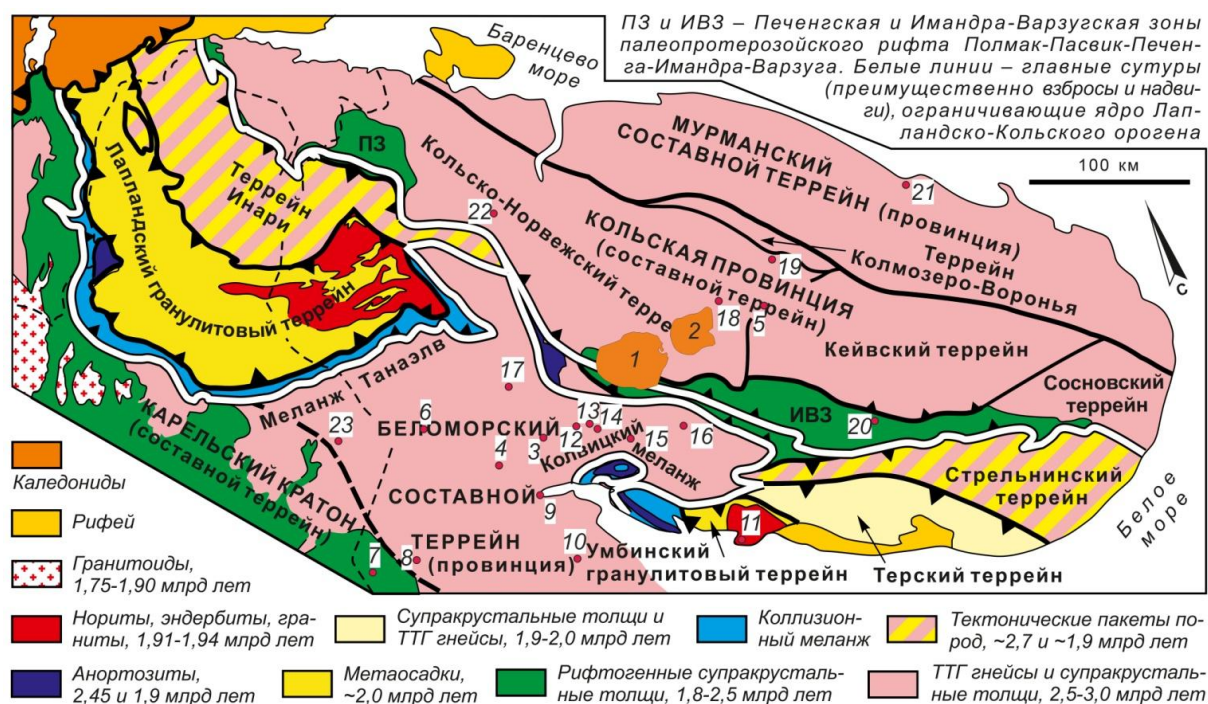 ПЗ и ИВЗ – Печенгская и Имандра-Варзугская зоны
палеопротерозойского рифта Полмак-Пасвик-Печен-
га-Имандра-Варзуга. Белые линии – главные сутуры
(преимущественно взбросы и надви-
ги), ограничивающие ядро Лап-
ландско-Кольского орогена
Баренцево
море
100 км
С
ПЗ
МУРМАНСКИЙ
СОСТАВНОЙ ТЕРРЕЙН (провинция)
21
Кольско-Норвежский террейн
22
КОЛЬСКАЯ ПРОВИНЦИЯ
(составной террейн)
19
Террейн
Колмозеро-Воронья
Террейн
Инари
Лапландский гранулитовый террейн
18
5
2
1
Кейвский террейн
Сосновский
террейн
Меланж Танаэлв
17
ИВЗ
20
КАРЕЛЬСКИЙ КРАТОН
(составной террейн)
23
6
БЕЛОМОРСКИЙ
4
3
12
13
14
15
16
Колвицкий
меланж
Стрельнинский
террейн
Белое
море
СОСТАВНОЙ
9
ТЕРРЕЙН
(провинция)
7
8
10
11
Умбинский
гранулитовый террейн
Терский террейн
Каледониды
Рифей
Гранитоиды,
1,75-1,90 млрд лет
Нориты, эндербиты, гра-
ниты, 1,91-1,94 млрд лет
Супракрустальные толщи и
ТТГ гнейсы, 1,9-2,0 млрд лет
Коллизион-
ный меланж
Тектонические пакеты по-
род, ~2,7 и ~1,9 млрд лет
Анортозиты,
2,45 и 1,9 млрд лет
Метаосадки,
~2,0 млрд лет
Рифтогенные супракрусталь-
ные толщи, 1,8-2,5 млрд лет
ТТГ гнейсы и супракрусталь-
ные толщи, 2,5-3,0 млрд лет